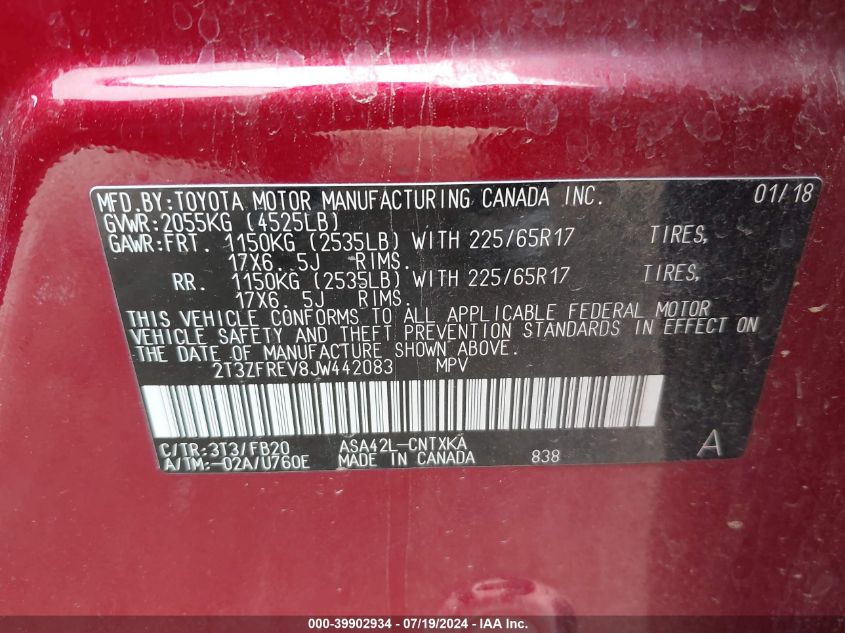 MFD.BY:TOYOTA MOTOR MANUFACTURING CANADA INC. 01/18
GVWR:2055KG (4525LB)
GAWR:FRT. 1150KG (2535LB) WITH 225/65R17 TIRES,
17X6.5J RIMS.
RR. 1150KG (2535LB) WITH 225/65R17 TIRES,
17X6.5J RIMS.
THIS VEHICLE CONFORMS TO ALL APPLICABLE FEDERAL MOTOR
VEHICLE SAFETY AND THEFT PREVENTION STANDARDS IN EFFECT ON
THE DATE OF MANUFACTURE SHOWN ABOVE.
2T3ZFREV8JW442083 MPV
C/TR:3T3/FB20 ASA42L-CNTXKA A
A/TM:-02A/U760E MADE IN CANADA 838
000-39902934 - 07/19/2024 - IAA Inc.